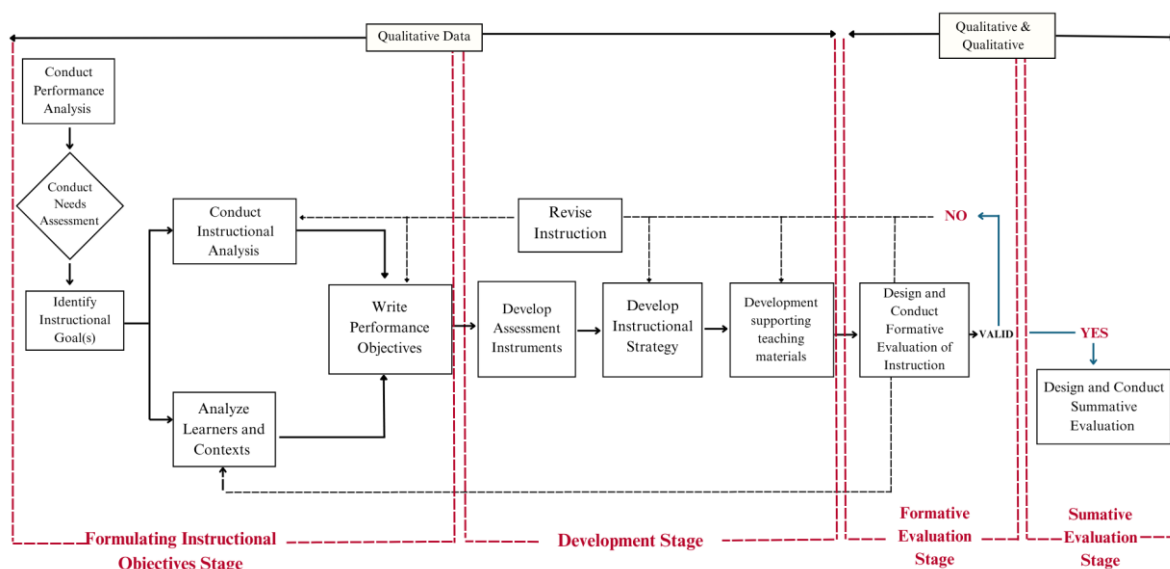 Qualitative Data
Qualitative &
Qualitative
Conduct
Performance
Analysis
Conduct
Needs
Assessment
Identify
Instructional
Goal(s)
Conduct
Instructional
Analysis
Analyze
Learners and
Contexts
Write
Performance
Objectives
Revise
Instruction
Develop
Assessment
Instruments
Develop
Instructional
Strategy
Development
supporting
teaching
materials
Design and
Conduct
Formative
Evaluation of
Instruction
VALID
NO
YES
Design and Conduct
Summative
Evaluation
Formulating Instructional
Objectives Stage
Development Stage
Formative
Evaluation
Stage
Sumative
Evaluation
Stage